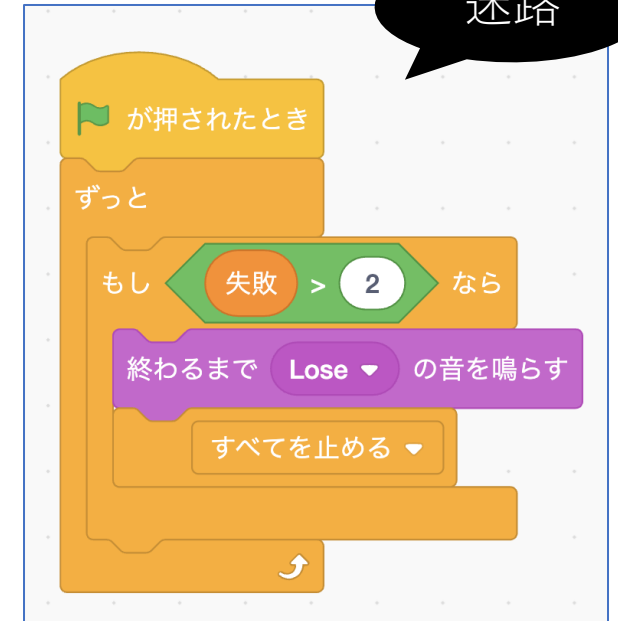 迷路
が押されたとき
ずっと
もし 失敗 > 2 なら
終わるまで Lose の音を鳴らす
すべてを止める